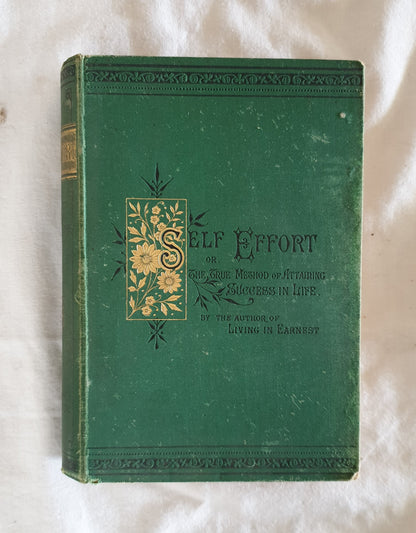 Self Effort
or,
The True Method of Attaining
Success in Life.
By the author of
Living in Earnest